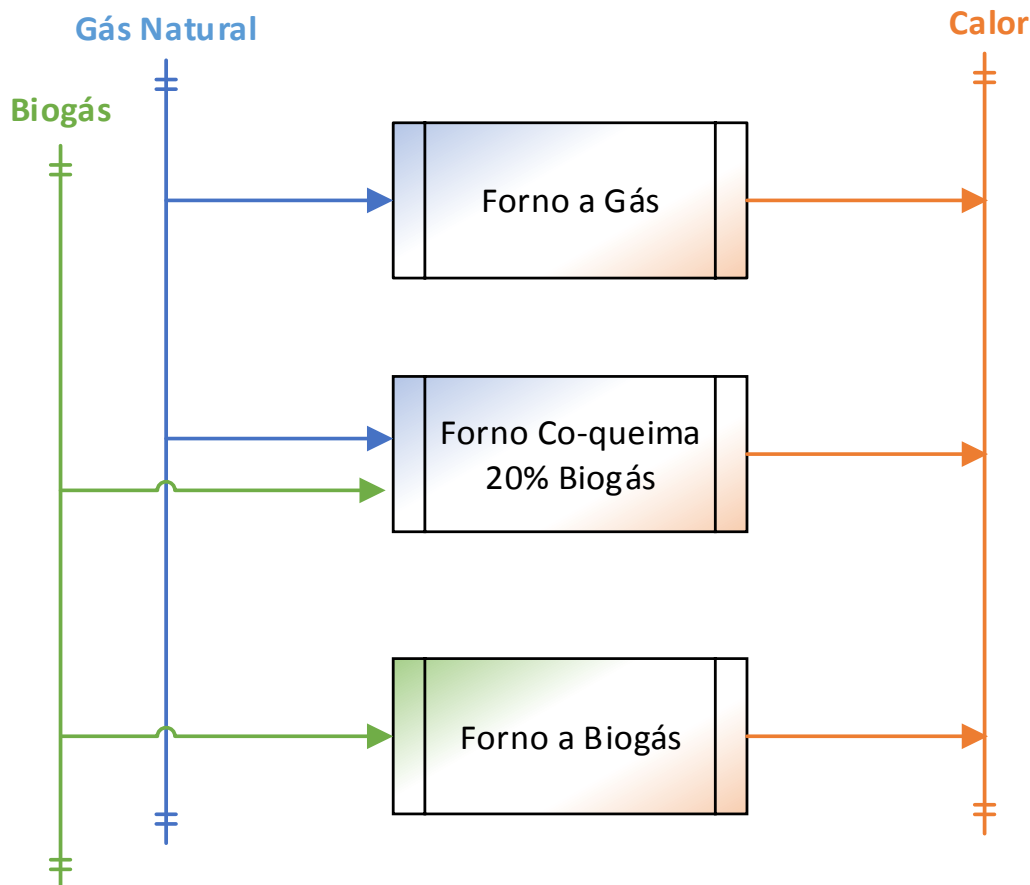 Gás Natural
Calor
Biogás
Forno a Gás
Forno Co-queima
20% Biogás
Forno a Biogás